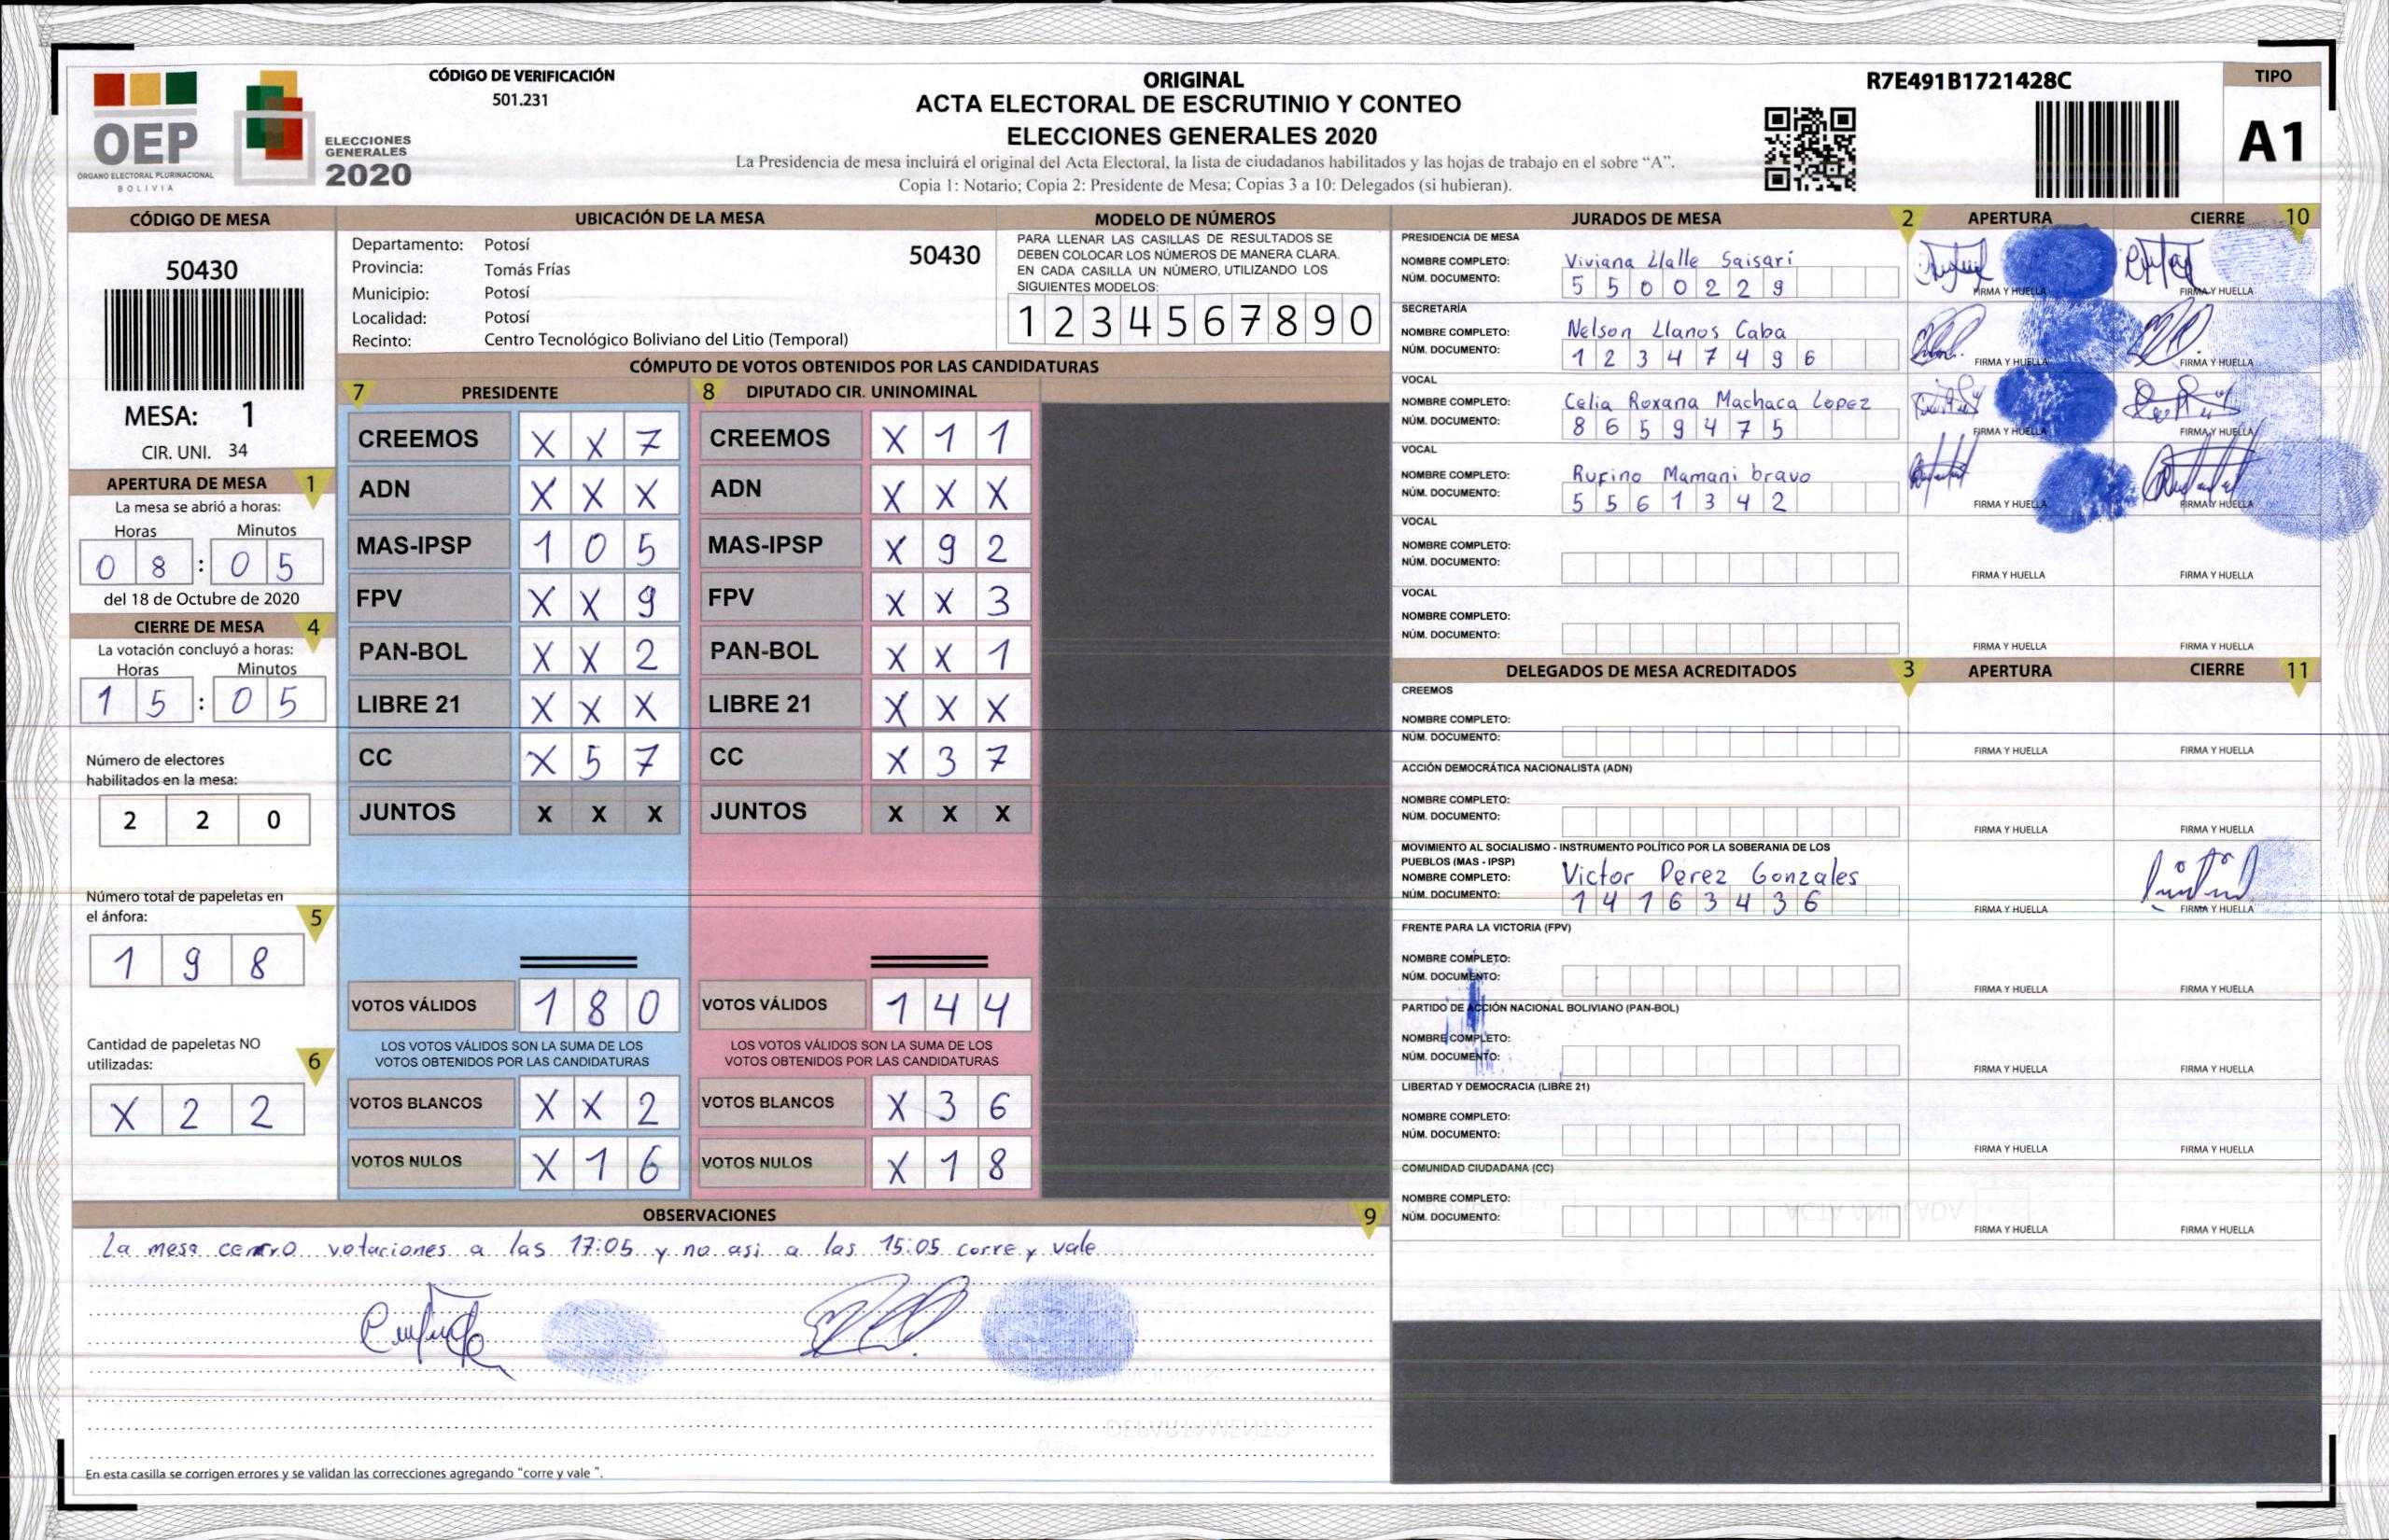 CÓDIGO DE VERIFICACIÓN
501.231
OEP
ÓRGANO ELECTORAL PLURINACIONAL
BOLIVIA
ELECCIONES
GENERALES
2020
ORIGINAL
ACTA ELECTORAL DE ESCRUTINIO Y CONTEO
ELECCIONES GENERALES 2020
La Presidencia de mesa incluirá el original del Acta Electoral, la lista de ciudadanos habilitados y las hojas de trabajo en el sobre “A”.
Copia 1: Notario; Copia 2: Presidente de Mesa; Copias 3 a 10: Delegados (si hubieran).
R7E491B1721428C
TIPO
A1
CÓDIGO DE MESA
50430
MESA: 1
CIR. UNI. 34
APERTURA DE MESA 1
La mesa se abrió a horas:
Horas Minutos
0 8 : 0 5
del 18 de Octubre de 2020
CIERRE DE MESA 4
La votación concluyó a horas:
Horas Minutos
1 5 : 0 5
Número de electores
habilitados en la mesa:
2 2 0
Número total de papeletas en
el ánfora: 5
1 9 8
Cantidad de papeletas NO
utilizadas: 6
X 2 2
UBICACIÓN DE LA MESA
Departamento: Potosí 50430
Provincia: Tomás Frías
Municipio: Potosí
Localidad: Potosí
Recinto: Centro Tecnológico Boliviano del Litio (Temporal)
MODELO DE NÚMEROS
PARA LLENAR LAS CASILLAS DE RESULTADOS SE
DEBEN COLOCAR LOS NÚMEROS DE MANERA CLARA.
EN CADA CASILLA UN NÚMERO, UTILIZANDO LOS
SIGUIENTES MODELOS:
1 2 3 4 5 6 7 8 9 0
CÓMPUTO DE VOTOS OBTENIDOS POR LAS CANDIDATURAS
7 PRESIDENTE 8 DIPUTADO CIR. UNINOMINAL
CREEMOS X X 7 CREEMOS X 1 1
ADN X X X ADN X X X
MAS-IPSP 1 0 5 MAS-IPSP X 9 2
FPV X X 9 FPV X X 3
PAN-BOL X X 2 PAN-BOL X X 1
LIBRE 21 X X X LIBRE 21 X X X
CC X 5 7 CC X 3 7
JUNTOS X X X JUNTOS X X X
VOTOS VÁLIDOS 1 8 0 VOTOS VÁLIDOS 1 4 4
LOS VOTOS VÁLIDOS SON LA SUMA DE LOS LOS VOTOS VÁLIDOS SON LA SUMA DE LOS
VOTOS OBTENIDOS POR LAS CANDIDATURAS VOTOS OBTENIDOS POR LAS CANDIDATURAS
VOTOS BLANCOS X X 2 VOTOS BLANCOS X 3 6
VOTOS NULOS X 1 6 VOTOS NULOS X 1 8
JURADOS DE MESA 2 APERTURA CIERRE 10
PRESIDENCIA DE MESA
NOMBRE COMPLETO: Viviana Llalle Saisari
NÚM. DOCUMENTO: 5 5 0 0 2 2 9
FIRMA Y HUELLA FIRMA Y HUELLA
SECRETARÍA
NOMBRE COMPLETO: Nelson Llanos Caba
NÚM. DOCUMENTO: 1 2 3 4 7 4 9 6
FIRMA Y HUELLA FIRMA Y HUELLA
VOCAL
NOMBRE COMPLETO: Celia Roxana Machaca Lopez
NÚM. DOCUMENTO: 8 6 5 9 4 7 5
FIRMA Y HUELLA FIRMA Y HUELLA
VOCAL
NOMBRE COMPLETO: Rufino Mamani bravo
NÚM. DOCUMENTO: 5 5 6 1 3 4 2
FIRMA Y HUELLA FIRMA Y HUELLA
VOCAL
NOMBRE COMPLETO:
NÚM. DOCUMENTO:
FIRMA Y HUELLA FIRMA Y HUELLA
VOCAL
NOMBRE COMPLETO:
NÚM. DOCUMENTO:
FIRMA Y HUELLA FIRMA Y HUELLA
DELEGADOS DE MESA ACREDITADOS 3 APERTURA CIERRE 11
CREEMOS
NOMBRE COMPLETO:
NÚM. DOCUMENTO:
FIRMA Y HUELLA FIRMA Y HUELLA
ACCIÓN DEMOCRÁTICA NACIONALISTA (ADN)
NOMBRE COMPLETO:
NÚM. DOCUMENTO:
FIRMA Y HUELLA FIRMA Y HUELLA
MOVIMIENTO AL SOCIALISMO - INSTRUMENTO POLÍTICO POR LA SOBERANIA DE LOS
PUEBLOS (MAS - IPSP)
NOMBRE COMPLETO: Victor Perez Gonzales
NÚM. DOCUMENTO: 1 4 1 6 3 4 3 6
FIRMA Y HUELLA FIRMA Y HUELLA
FRENTE PARA LA VICTORIA (FPV)
NOMBRE COMPLETO:
NÚM. DOCUMENTO:
FIRMA Y HUELLA FIRMA Y HUELLA
PARTIDO DE ACCIÓN NACIONAL BOLIVIANO (PAN-BOL)
NOMBRE COMPLETO:
NÚM. DOCUMENTO:
FIRMA Y HUELLA FIRMA Y HUELLA
LIBERTAD Y DEMOCRACIA (LIBRE 21)
NOMBRE COMPLETO:
NÚM. DOCUMENTO:
FIRMA Y HUELLA FIRMA Y HUELLA
COMUNIDAD CIUDADANA (CC)
NOMBRE COMPLETO:
NÚM. DOCUMENTO:
FIRMA Y HUELLA FIRMA Y HUELLA
OBSERVACIONES 9
La mesa cerro votaciones a las 17:05 y no asi a las 15:05 corre y vale
En esta casilla se corrigen errores y se validan las correcciones agregando “corre y vale ”.